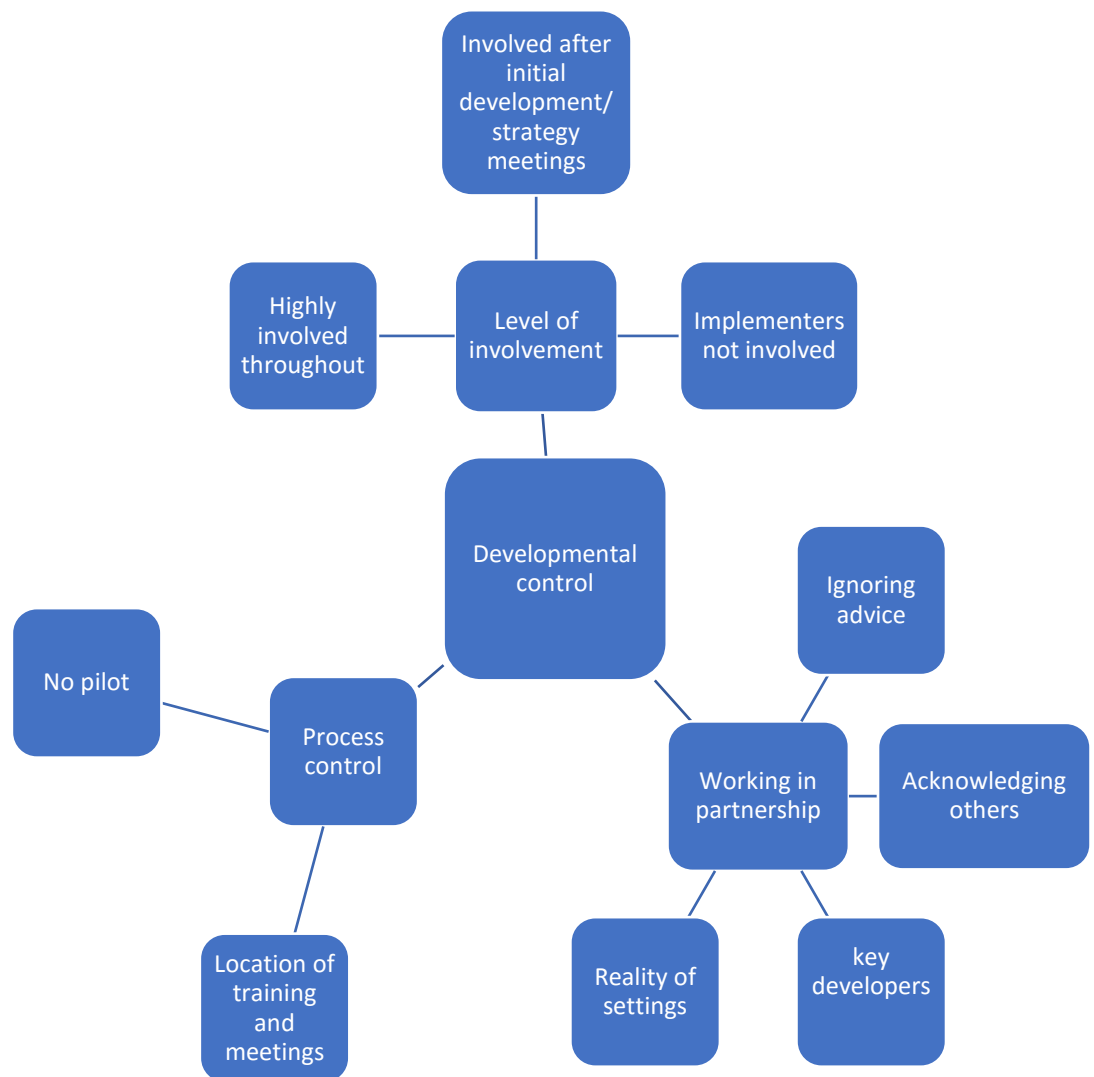 Involved after
initial
development/
strategy
meetings
Highly
involved
throughout
Level of
involvement
Implementers
not involved
Developmental
control
Ignoring
advice
No pilot
Process
control
Working in
partnership
Acknowledging
others
Location of
training
and
meetings
Reality of
settings
key
developers